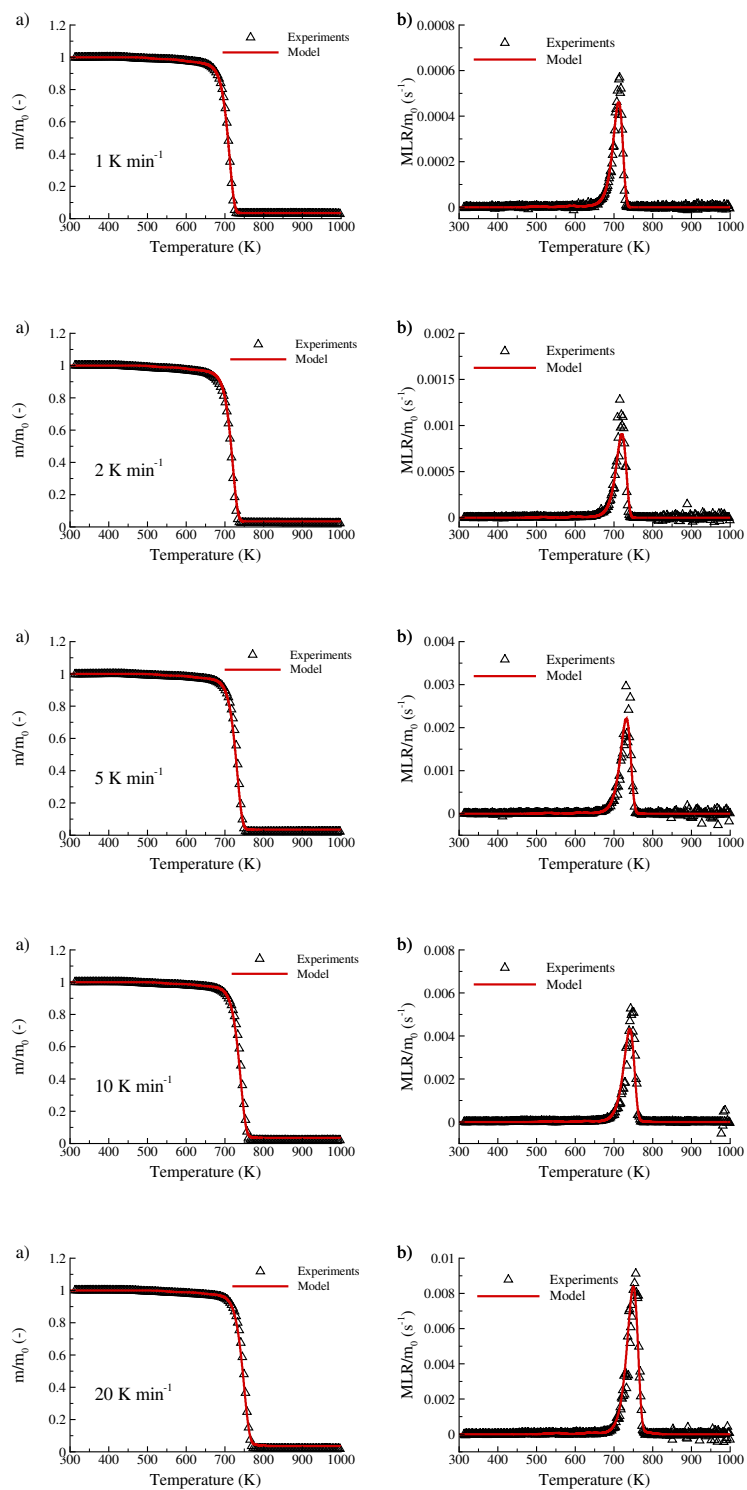 a)
m/m0 (-)
1.2
1
0.8
0.6
0.4
0.2
0
300 400 500 600 700 800 900 1000
Temperature (K)
Experiments
Model
1 K min-1
b)
MLR/m0 (s-1)
0.0008
0.0006
0.0004
0.0002
0
300 400 500 600 700 800 900 1000
Temperature (K)
Experiments
Model
a)
m/m0 (-)
1.2
1
0.8
0.6
0.4
0.2
0
300 400 500 600 700 800 900 1000
Temperature (K)
Experiments
Model
2 K min-1
b)
MLR/m0 (s-1)
0.002
0.0015
0.001
0.0005
0
300 400 500 600 700 800 900 1000
Temperature (K)
Experiments
Model
a)
m/m0 (-)
1.2
1
0.8
0.6
0.4
0.2
0
300 400 500 600 700 800 900 1000
Temperature (K)
Experiments
Model
5 K min-1
b)
MLR/m0 (s-1)
0.004
0.003
0.002
0.001
0
300 400 500 600 700 800 900 1000
Temperature (K)
Experiments
Model
a)
m/m0 (-)
1.2
1
0.8
0.6
0.4
0.2
0
300 400 500 600 700 800 900 1000
Temperature (K)
Experiments
Model
10 K min-1
b)
MLR/m0 (s-1)
0.008
0.006
0.004
0.002
0
300 400 500 600 700 800 900 1000
Temperature (K)
Experiments
Model
a)
m/m0 (-)
1.2
1
0.8
0.6
0.4
0.2
0
300 400 500 600 700 800 900 1000
Temperature (K)
Experiments
Model
20 K min-1
b)
MLR/m0 (s-1)
0.01
0.008
0.006
0.004
0.002
0
300 400 500 600 700 800 900 1000
Temperature (K)
Experiments
Model